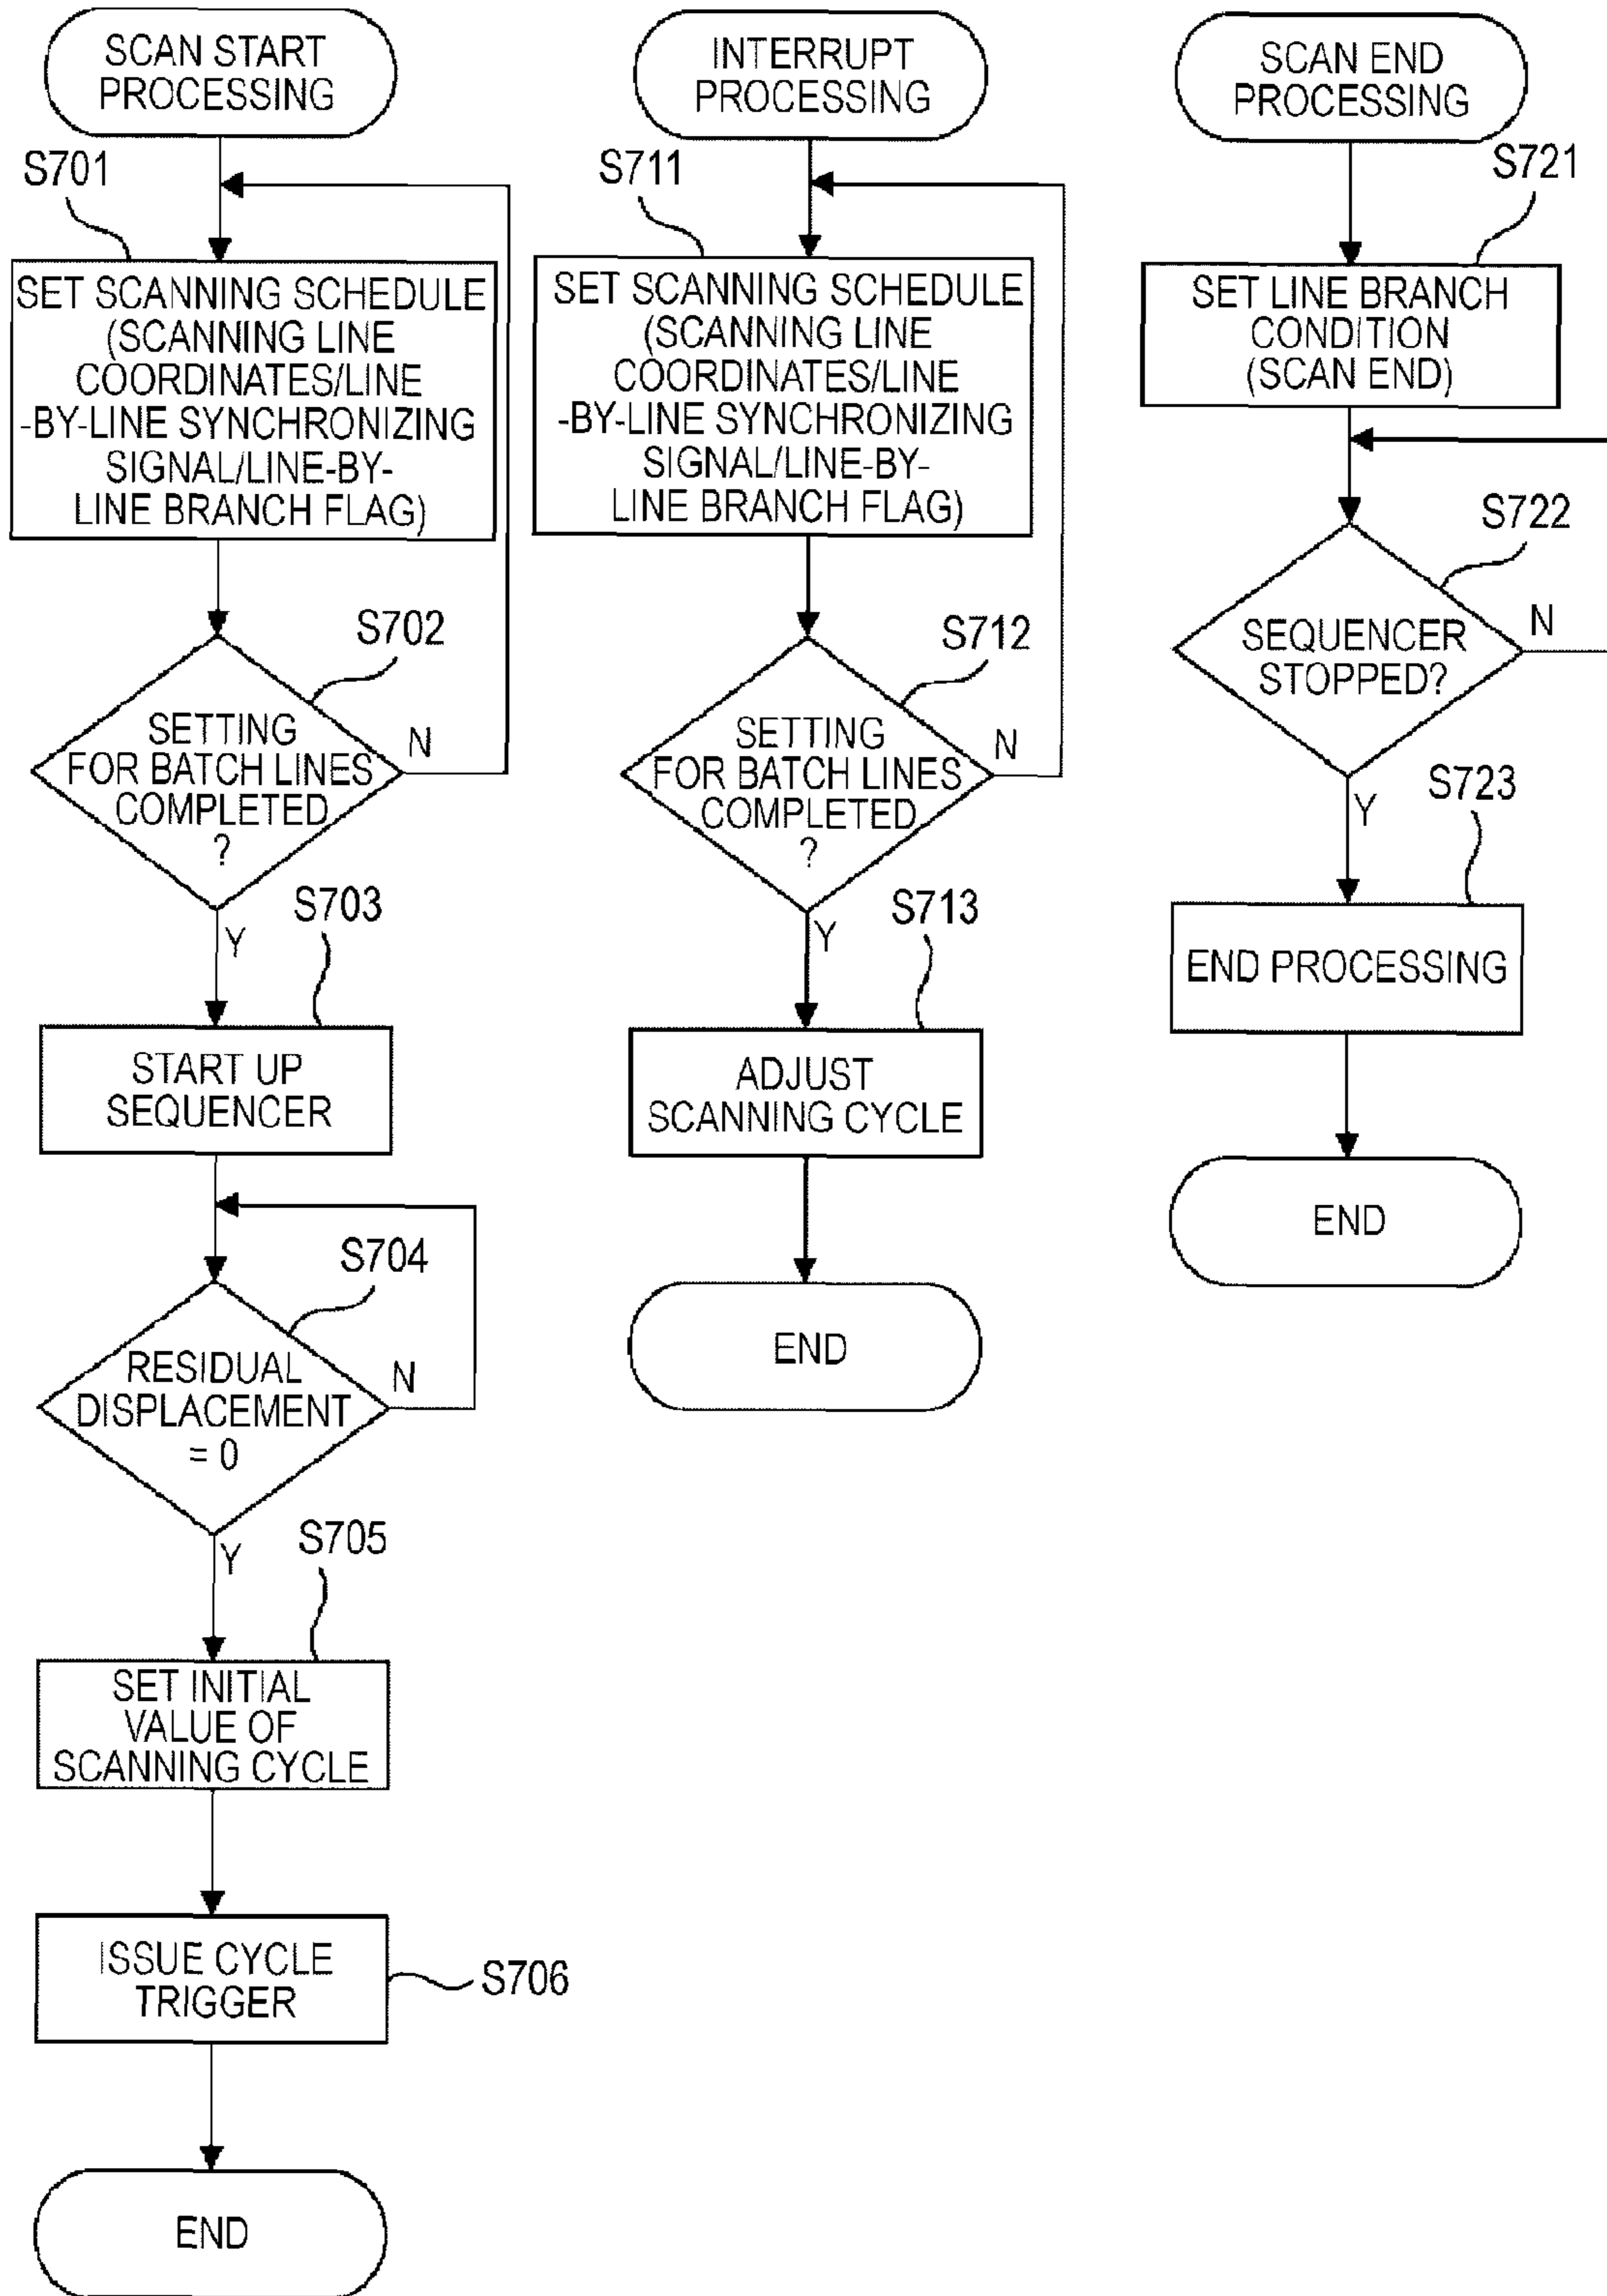 SCAN START
PROCESSING
S701
SET SCANNING SCHEDULE
(SCANNING LINE
COORDINATES/LINE
-BY-LINE SYNCHRONIZING
SIGNAL/LINE-BY-
LINE BRANCH FLAG)
S702
SETTING
FOR BATCH LINES
COMPLETED
?
N
Y
S703
START UP
SEQUENCER
S704
RESIDUAL
DISPLACEMENT
= 0
N
Y
S705
SET INITIAL
VALUE OF
SCANNING CYCLE
ISSUE CYCLE
TRIGGER
S706
END
INTERRUPT
PROCESSING
S711
SET SCANNING SCHEDULE
(SCANNING LINE
COORDINATES/LINE
-BY-LINE SYNCHRONIZING
SIGNAL/LINE-BY-
LINE BRANCH FLAG)
S712
SETTING
FOR BATCH LINES
COMPLETED
?
N
Y
S713
ADJUST
SCANNING CYCLE
END
SCAN END
PROCESSING
S721
SET LINE BRANCH
CONDITION
(SCAN END)
S722
SEQUENCER
STOPPED?
N
Y
S723
END PROCESSING
END